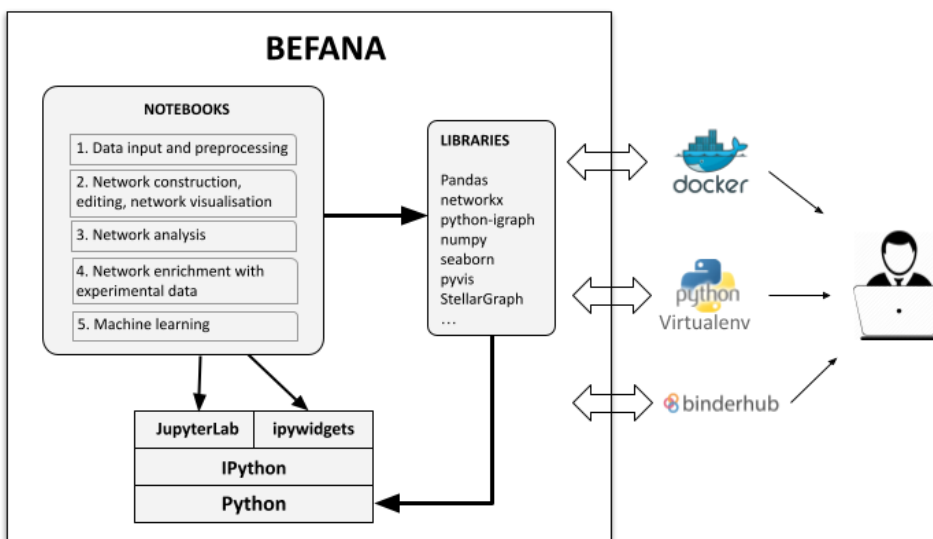 BEFANA
NOTEBOOKS
1. Data input and preprocessing
2. Network construction,
editing, network visualisation
3. Network analysis
4. Network enrichment with
experimental data
5. Machine learning
LIBRARIES
Pandas
networkx
python-igraph
numpy
seaborn
pyvis
StellarGraph
...
JupyterLab
ipywidgets
IPython
Python
docker
python
Virtualenv
binderhub